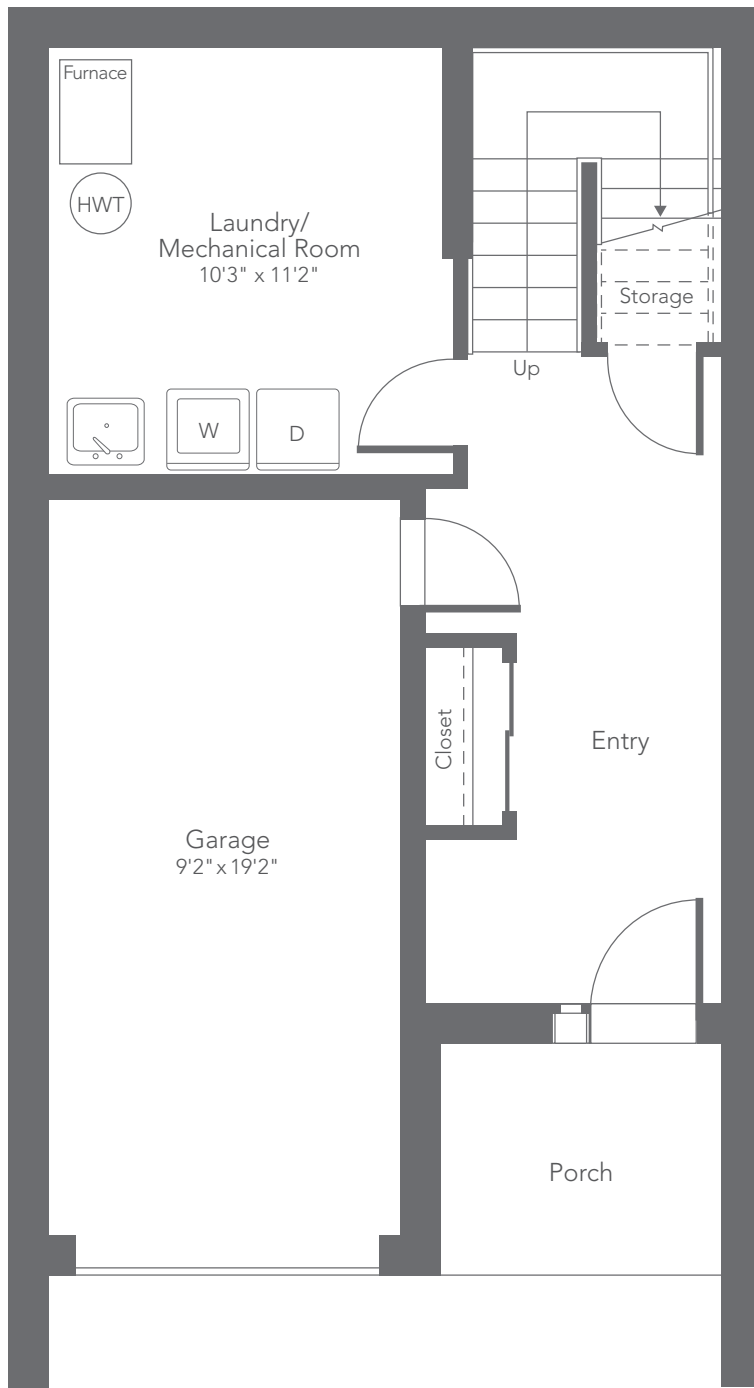 Furnace
HWT
Laundry/
Mechanical Room
10'3" x 11'2"
Storage
Up
W
D
Closet
Entry
Garage
9'2" x 19'2"
Porch